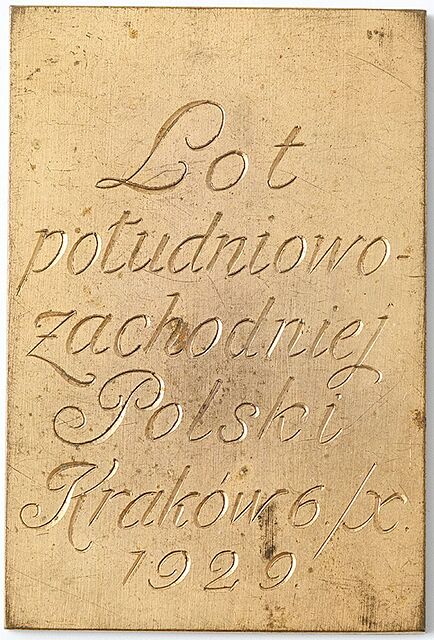 Lot
południowo-
zachodniej
Polski
Kraków 6./X.
1929.